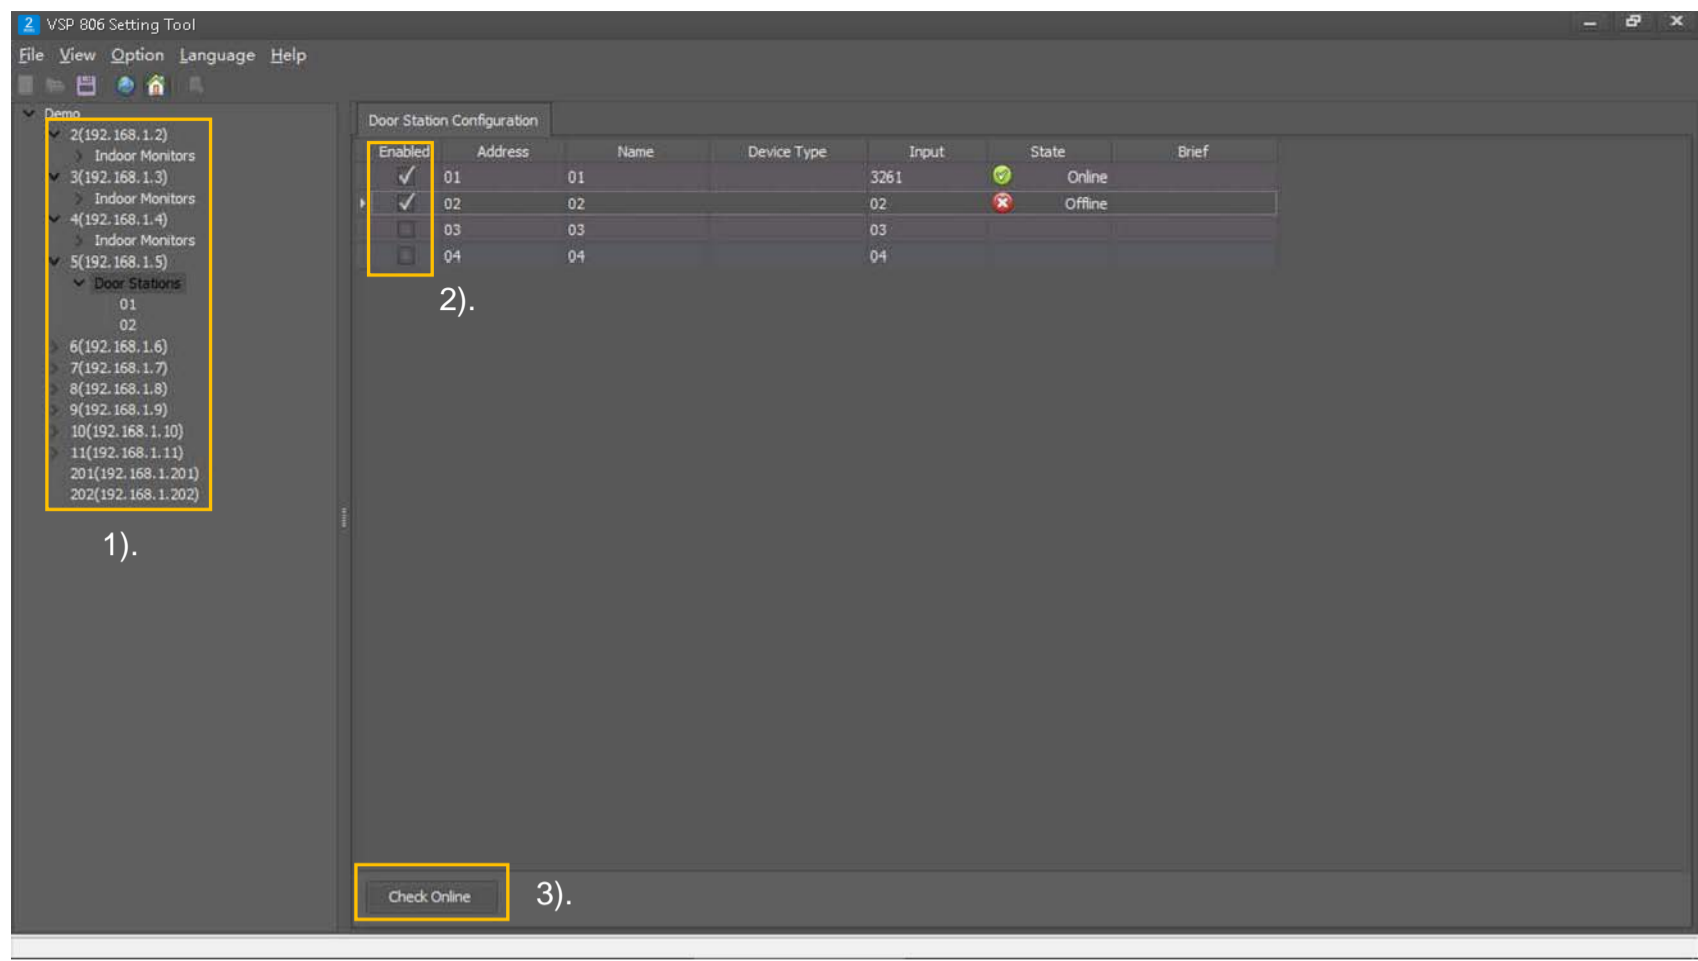 2 VSP 806 Setting Tool
File View Option Language Help
Demo
2(192.168.1.2)
Indoor Monitors
3(192.168.1.3)
Indoor Monitors
4(192.168.1.4)
Indoor Monitors
5(192.168.1.5)
Door Stations
01
02
6(192.168.1.6)
7(192.168.1.7)
8(192.168.1.8)
9(192.168.1.9)
10(192.168.1.10)
11(192.168.1.11)
201(192.168.1.201)
202(192.168.1.202)
1).
Door Station Configuration
Enabled Address Name Device Type Input State Brief
01 01 3261 Online
02 02 02 Offline
03 03 03
04 04 04
2).
Check Online
3).